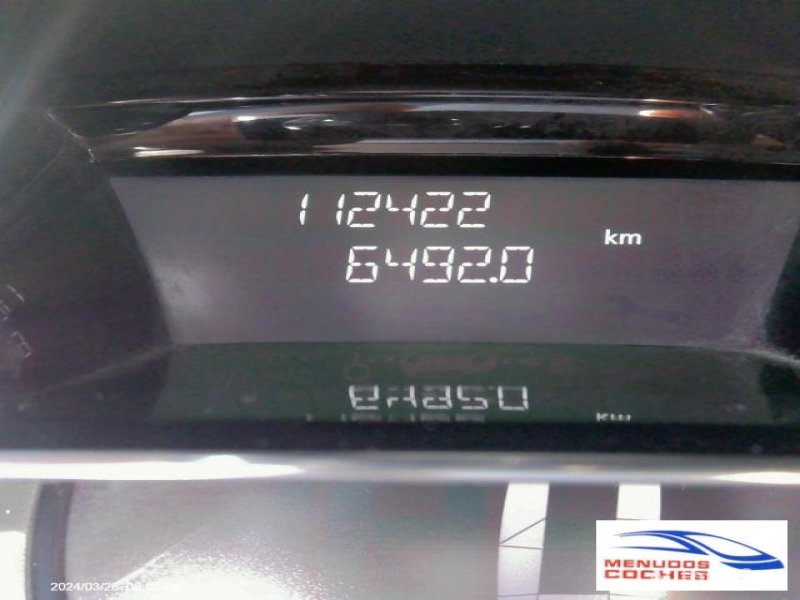 112422
km
6492.0
MENUDOS
COCHES